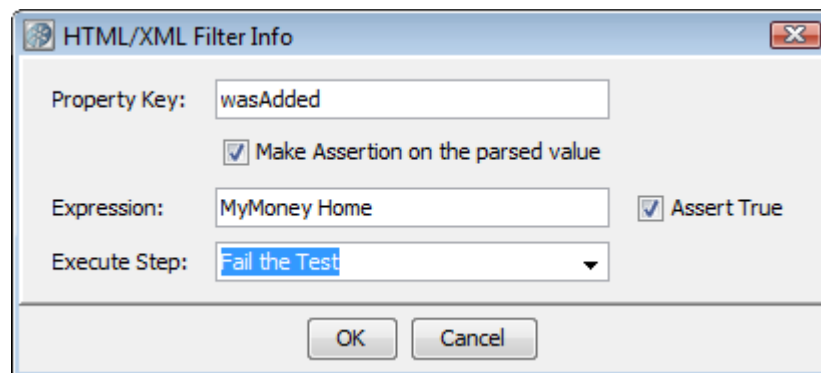 HTML/XML Filter Info
Property Key: wasAdded
Make Assertion on the parsed value
Expression: MyMoney Home Assert True
Execute Step: Fail the Test
OK Cancel